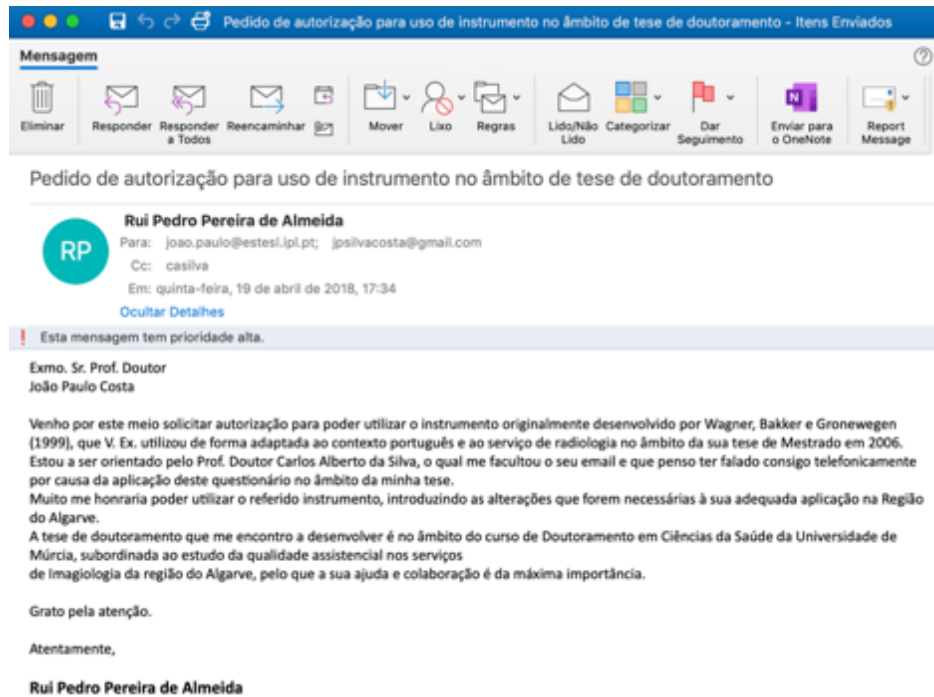 Pedido de autorização para uso de instrumento no âmbito de tese de doutoramento - Itens Enviados
Mensagem
Eliminar
Responder
Responder a Todos
Reencaminhar
Mover
Lixo
Regras
Lido/Não Lido
Categorizar
Dar Seguimento
Enviar para o OneNote
Report Message
Pedido de autorização para uso de instrumento no âmbito de tese de doutoramento
RP
Rui Pedro Pereira de Almeida
Para: joao.paulo@estesl.ipl.pt; jpsilvacosta@gmail.com
Cc: casilva
Em: quinta-feira, 19 de abril de 2018, 17:34
Ocultar Detalhes
! Esta mensagem tem prioridade alta.
Exmo. Sr. Prof. Doutor
João Paulo Costa
Venho por este meio solicitar autorização para poder utilizar o instrumento originalmente desenvolvido por Wagner, Bakker e Gronewegen
(1999), que V. Ex. utilizou de forma adaptada ao contexto português e ao serviço de radiologia no âmbito da sua tese de Mestrado em 2006.
Estou a ser orientado pelo Prof. Doutor Carlos Alberto da Silva, o qual me facultou o seu email e que penso ter falado consigo telefonicamente
por causa da aplicação deste questionário no âmbito da minha tese.
Muito me honraria poder utilizar o referido instrumento, introduzindo as alterações que forem necessárias à sua adequada aplicação na Região
do Algarve.
A tese de doutoramento que me encontro a desenvolver é no âmbito do curso de Doutoramento em Ciências da Saúde da Universidade de
Múrcia, subordinada ao estudo da qualidade assistencial nos serviços
de Imagiologia da região do Algarve, pelo que a sua ajuda e colaboração é da máxima importância.
Grato pela atenção.
Atentamente,
Rui Pedro Pereira de Almeida